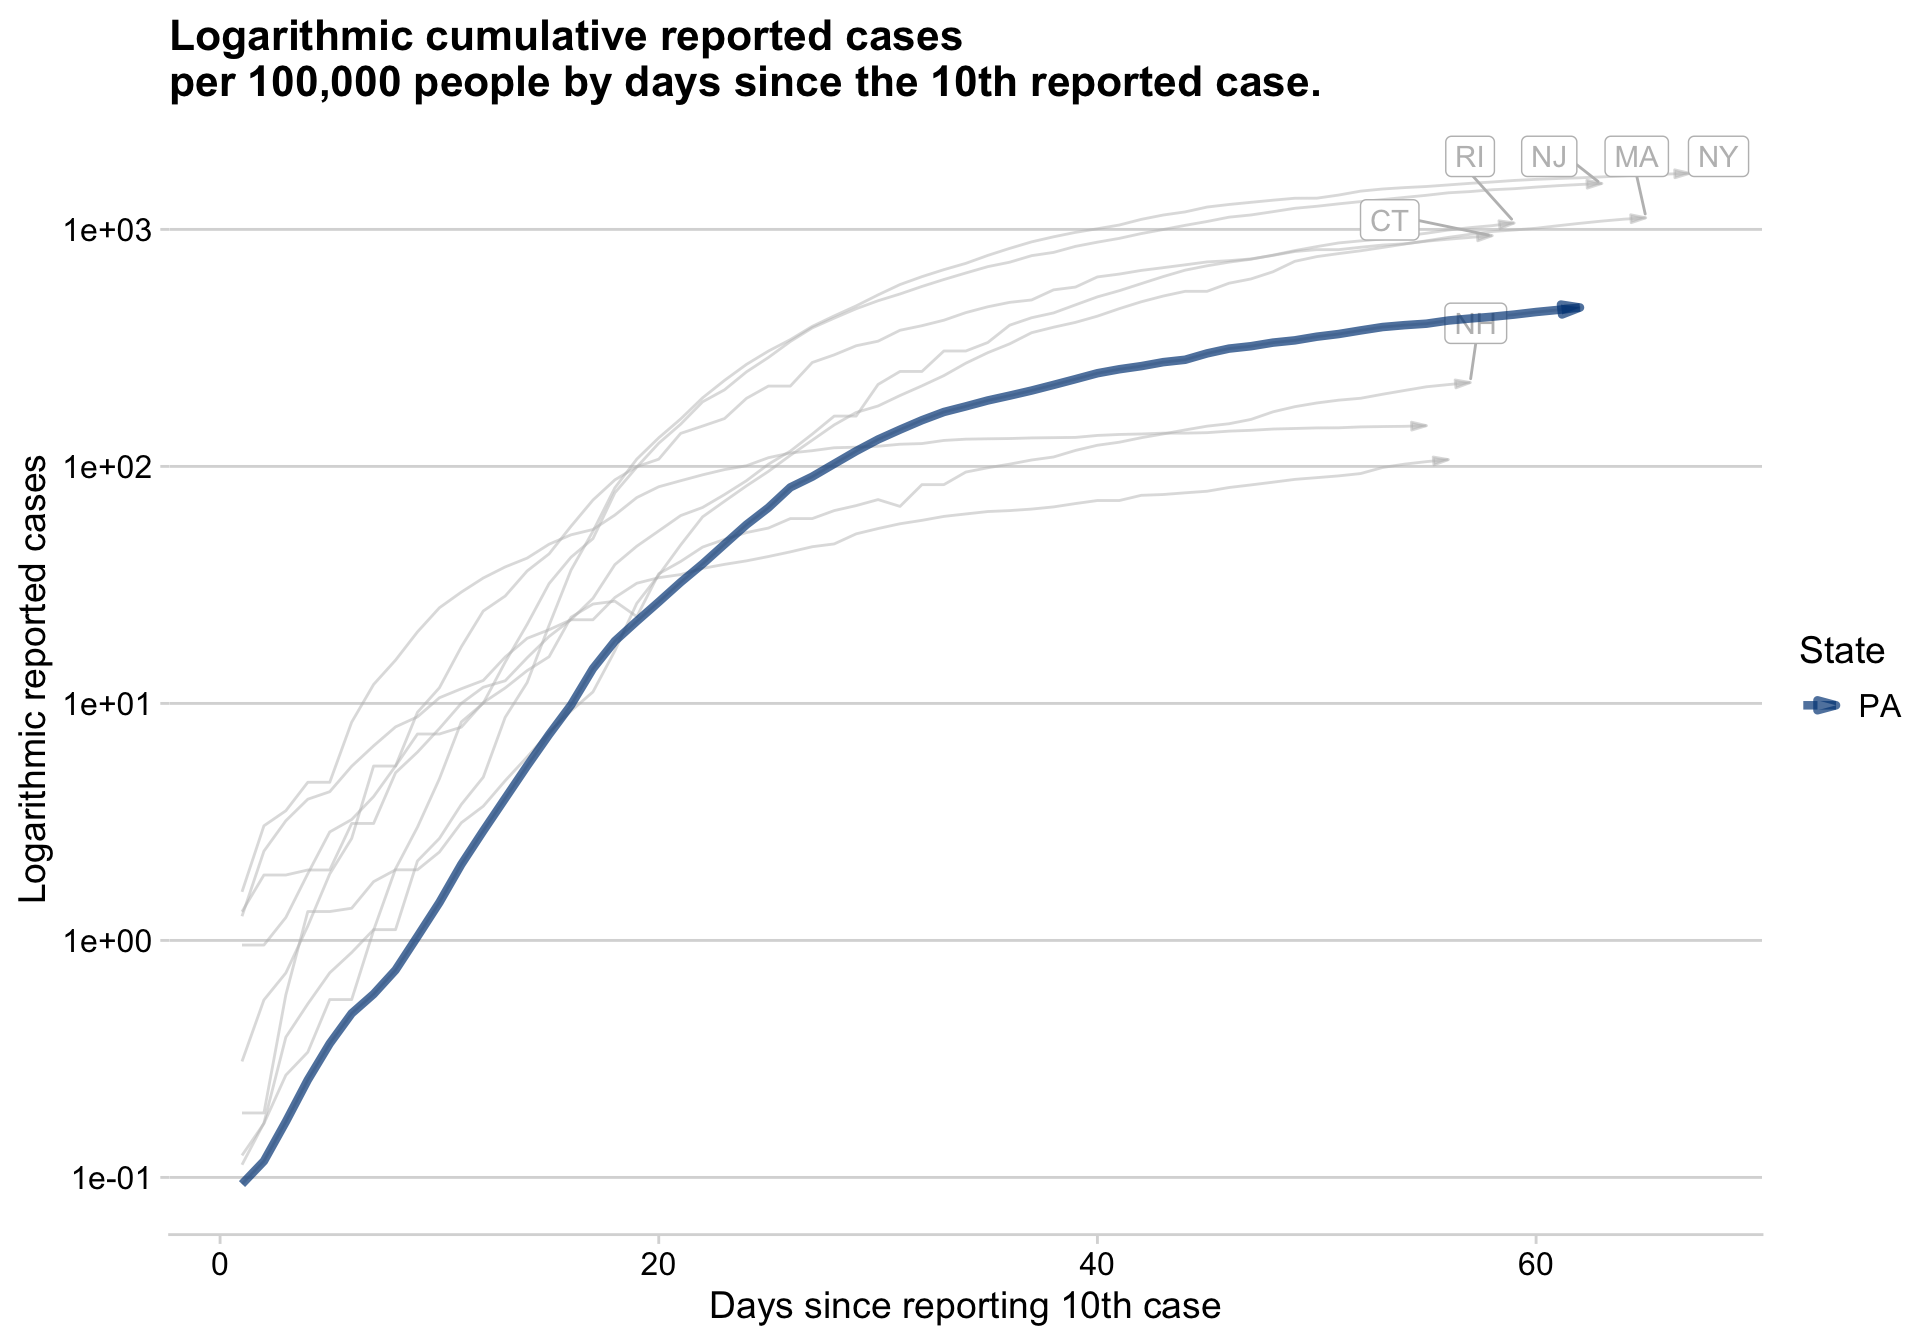 Logarithmic cumulative reported cases
per 100,000 people by days since the 10th reported case.
RI
NJ
MA
NY
CT
NH
1e+03
1e+02
1e+01
1e+00
1e-01
Logarithmic reported cases
0
20
40
60
Days since reporting 10th case
State
PA